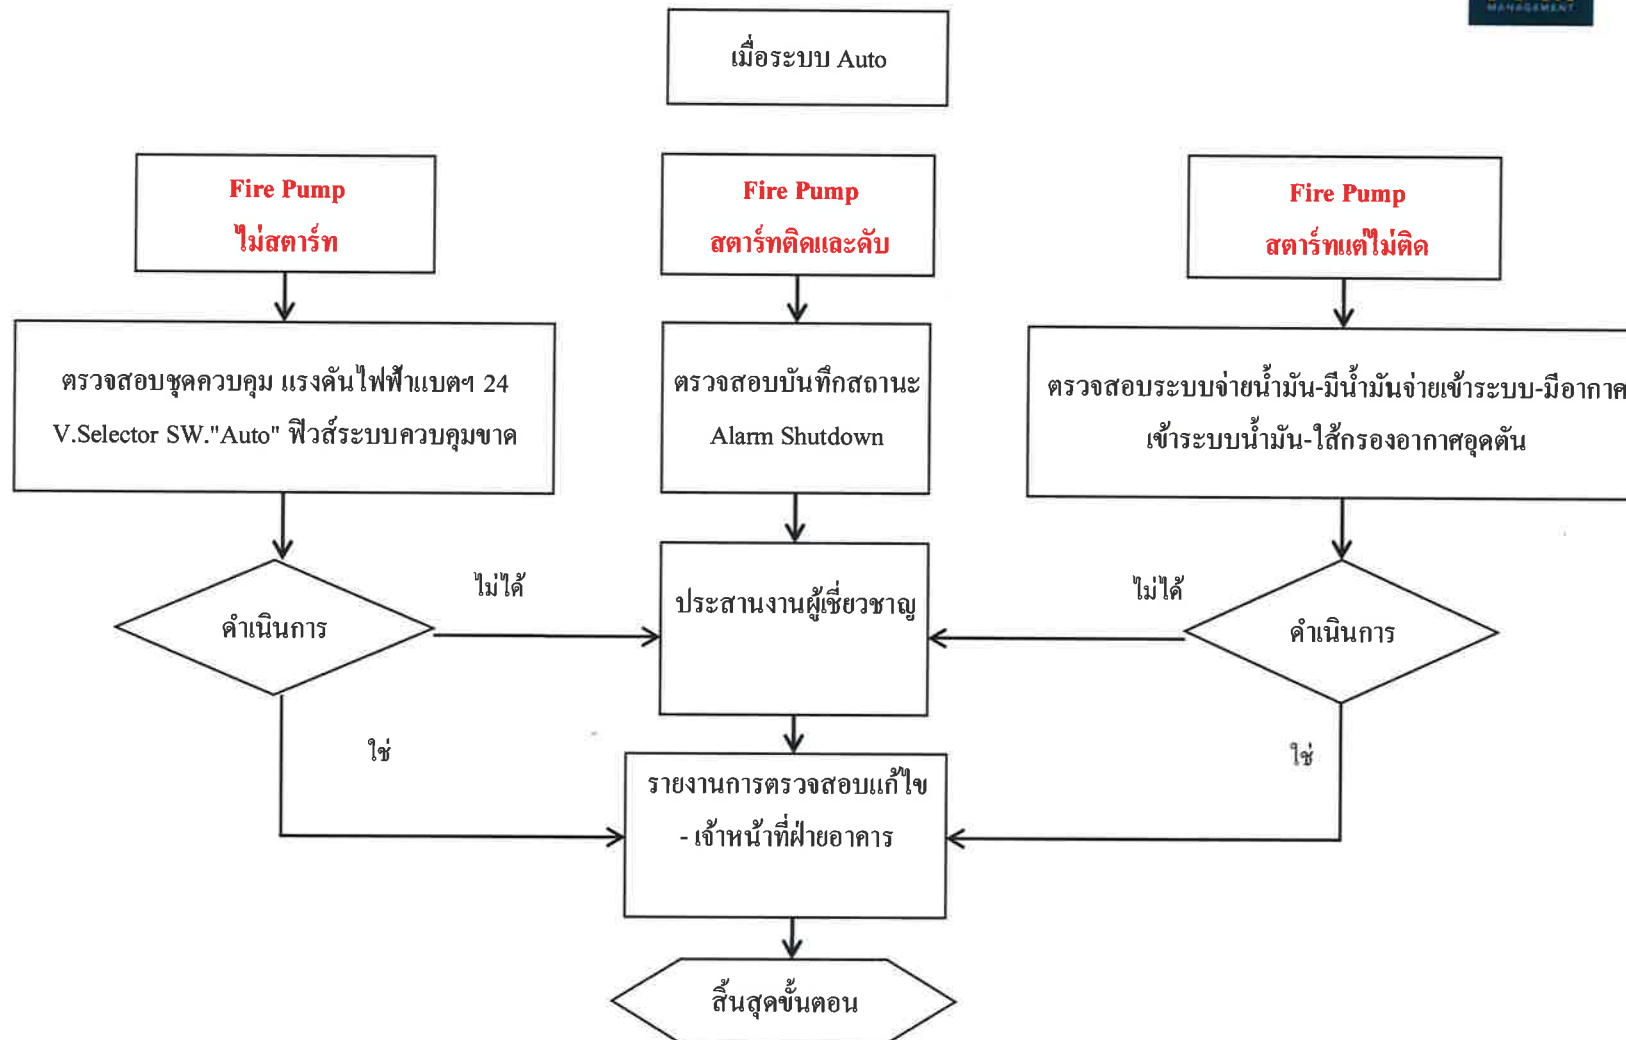 MANAGEMENT
เมื่อระบบ Auto
Fire Pump
ไม่สตาร์ท
Fire Pump
สตาร์ทติดและดับ
Fire Pump
สตาร์ทแต่ไม่ติด
ตรวจสอบชุดควบคุม แรงดันไฟฟ้าแบตฯ 24
V.Selector SW."Auto" ฟิวส์ระบบควบคุมขาด
ตรวจสอบบันทึกสถานะ
Alarm Shutdown
ตรวจสอบระบบจ่ายน้ำมัน-มีน้ำมันจ่ายเข้าระบบ-มีอากาศ
เข้าระบบน้ำมัน-ใส้กรองอากาศอุดตัน
ดำเนินการ
ไม่ได้
ประสานงานผู้เชี่ยวชาญ
ไม่ได้
ดำเนินการ
ใช่
ใช่
รายงานการตรวจสอบแก้ไข
- เจ้าหน้าที่ฝ่ายอาคาร
สิ้นสุดขั้นตอน